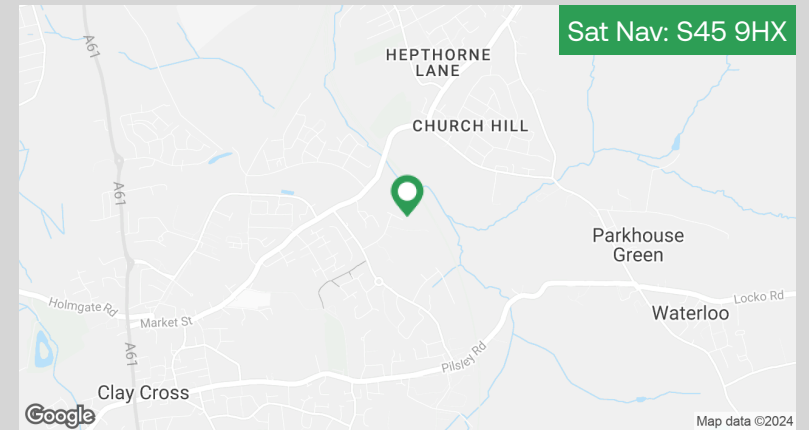 Sat Nav: S45 9HX
A61
HEPTHORNE
LANE
CHURCH HILL
A61
Parkhouse
Green
Holmgate Rd
Market St
Locko Rd
Waterloo
A61
Pilsley Rd
Clay Cross
Google
Map data ©2024